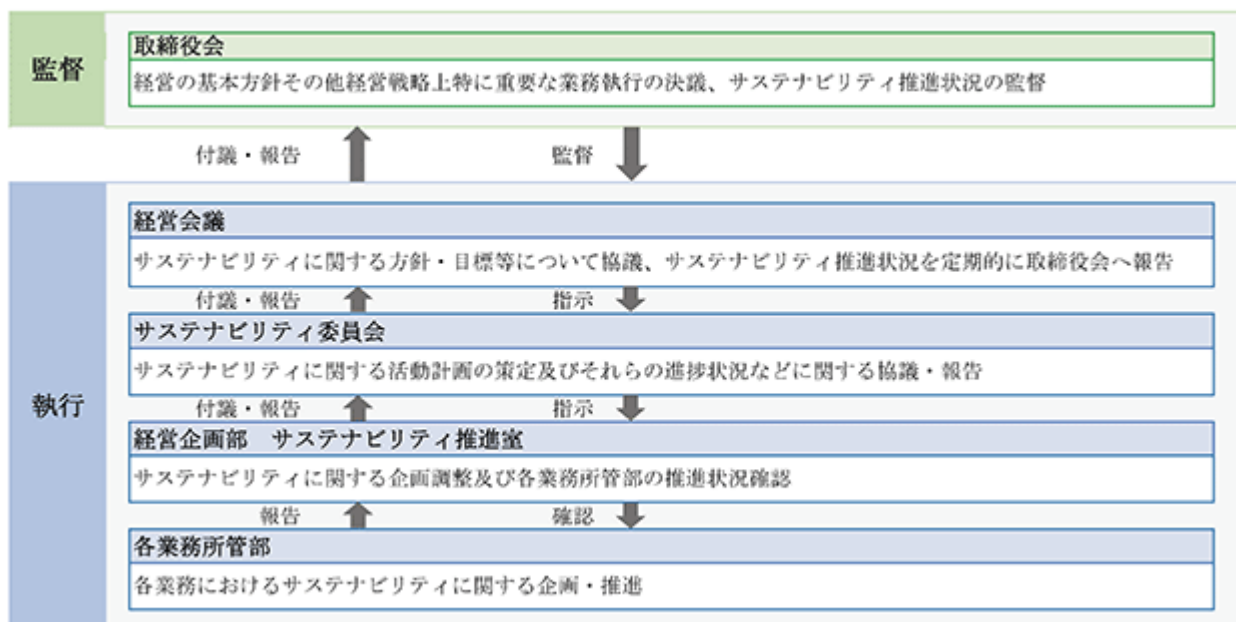 監督
取締役会
経営の基本方針その他経営戦略上特に重要な業務執行の決議、サステナビリティ推進状況の監督
付議・報告 監督
執行
経営会議
サステナビリティに関する方針・目標等について協議、サステナビリティ推進状況を定期的に取締役会へ報告
付議・報告 指示
サステナビリティ委員会
サステナビリティに関する活動計画の策定及びそれらの進捗状況などに関する協議・報告
付議・報告 指示
経営企画部　サステナビリティ推進室
サステナビリティに関する企画調整及び各業務所管部の推進状況確認
報告 確認
各業務所管部
各業務におけるサステナビリティに関する企画・推進